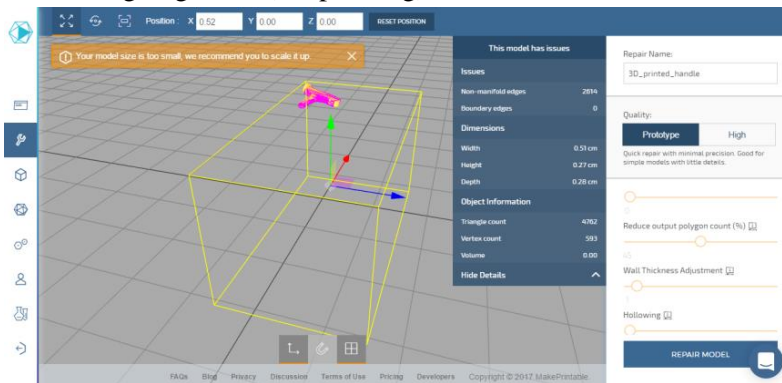 Position : X 0.52 Y 0.00 Z 0.00 RESET POSITION
Your model size is too small, we recommend you to scale it up.
This model has issues
Issues
Non-manifold edges 2614
Boundary edges 0
Dimensions
Width 0.51 cm
Height 0.27 cm
Depth 0.28 cm
Object Information
Triangle count 4762
Vertex count 593
Volume 0.00
Hide Details
Repair Name:
3D_printed_handle
Quality:
Prototype High
Quick repair with minimal precision. Good for
simple models with little details.
Reduce output polygon count (%)
Wall Thickness Adjustment
Hollowing
REPAIR MODEL
FAQs Blog Privacy Discussion Terms of Use Pricing Developers Copyright © 2017 MakePrintable